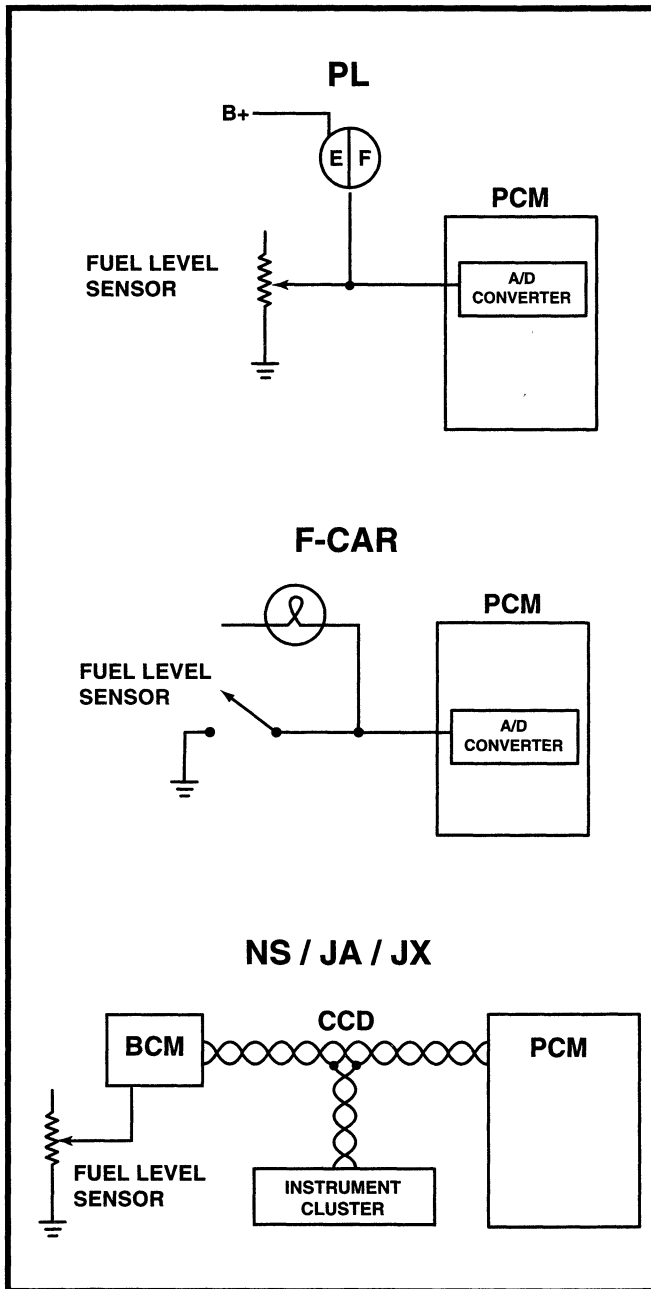 PL
B+
E F
PCM
FUEL LEVEL
SENSOR
A/D
CONVERTER
F-CAR
PCM
FUEL LEVEL
SENSOR
A/D
CONVERTER
NS / JA / JX
CCD
BCM
PCM
FUEL LEVEL
SENSOR
INSTRUMENT
CLUSTER